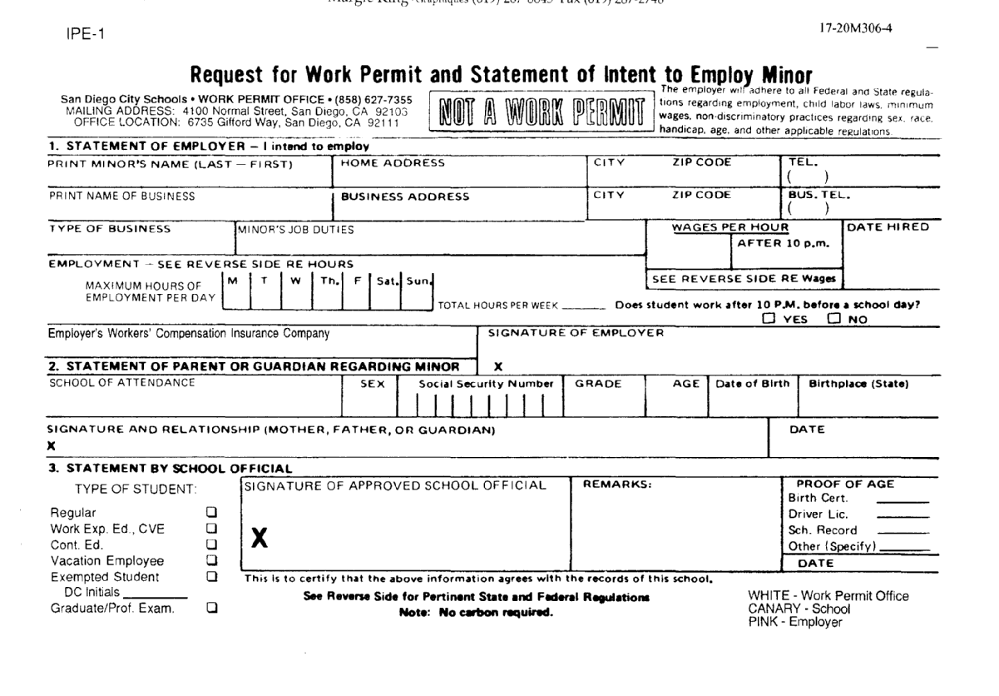 IPE-1
17-20M306-4
Request for Work Permit and Statement of Intent to Employ Minor
San Diego City Schools • WORK PERMIT OFFICE • (858) 627-7355
MAILING ADDRESS: 4100 Normal Street, San Diego, CA 92103
OFFICE LOCATION: 6735 Gifford Way, San Diego, CA 92111
NOT A WORK PERMIT
The employer will adhere to all Federal and State regula-
tions regarding employment, child labor laws, minimum
wages, non-discriminatory practices regarding sex, race,
handicap, age, and other applicable regulations.
1. STATEMENT OF EMPLOYER – I intend to employ
PRINT MINOR'S NAME (LAST – FIRST) HOME ADDRESS CITY ZIP CODE TEL.
( )
PRINT NAME OF BUSINESS BUSINESS ADDRESS CITY ZIP CODE BUS. TEL.
( )
TYPE OF BUSINESS MINOR'S JOB DUTIES WAGES PER HOUR DATE HIRED
AFTER 10 p.m.
EMPLOYMENT – SEE REVERSE SIDE RE HOURS
MAXIMUM HOURS OF
EMPLOYMENT PER DAY
M T W Th. F Sat. Sun.
SEE REVERSE SIDE RE Wages
TOTAL HOURS PER WEEK ______ Does student work after 10 P.M. before a school day?
☐ YES ☐ NO
Employer's Workers' Compensation Insurance Company SIGNATURE OF EMPLOYER
X
2. STATEMENT OF PARENT OR GUARDIAN REGARDING MINOR
SCHOOL OF ATTENDANCE SEX Social Security Number GRADE AGE Date of Birth Birthplace (State)
SIGNATURE AND RELATIONSHIP (MOTHER, FATHER, OR GUARDIAN) DATE
X
3. STATEMENT BY SCHOOL OFFICIAL
TYPE OF STUDENT:
Regular ❏
Work Exp. Ed., CVE ❏
Cont. Ed. ❏
Vacation Employee ❏
Exempted Student ❏
DC Initials ________
Graduate/Prof. Exam. ❏
SIGNATURE OF APPROVED SCHOOL OFFICIAL
X
REMARKS:
PROOF OF AGE
Birth Cert. ______
Driver Lic. ______
Sch. Record ______
Other (Specify) ______
DATE
This is to certify that the above information agrees with the records of this school.
See Reverse Side for Pertinent State and Federal Regulations
Note: No carbon required.
WHITE - Work Permit Office
CANARY - School
PINK - Employer